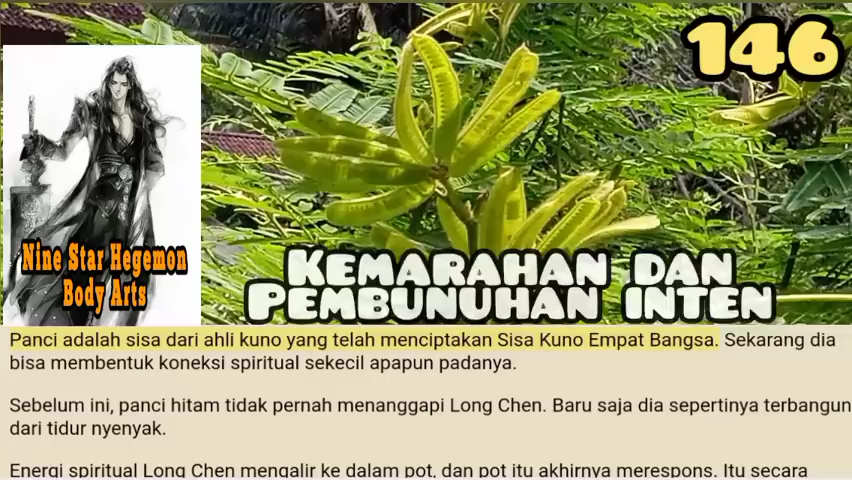 146
Nine Star Hegemon
Body Arts
KEMARAHAN DAN
PEMBUNUHAN INTEN
Panci adalah sisa dari ahli kuno yang telah menciptakan Sisa Kuno Empat Bangsa. Sekarang dia
bisa membentuk koneksi spiritual sekecil apapun padanya.
Sebelum ini, panci hitam tidak pernah menanggapi Long Chen. Baru saja dia sepertinya terbangun
dari tidur nyenyak.
Energi spiritual Long Chen mengalir ke dalam pot, dan pot itu akhirnya merespons. Itu secara